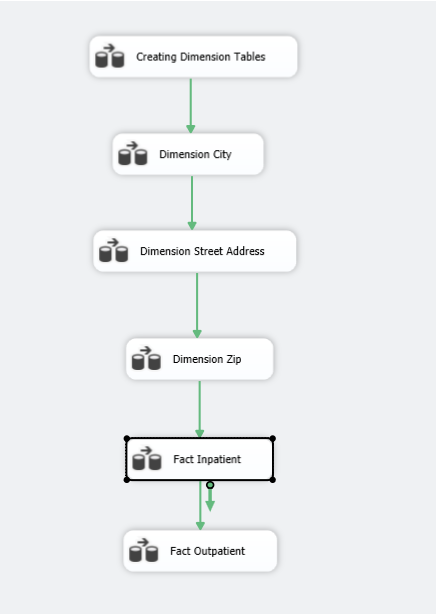 Creating Dimension Tables
Dimension City
Dimension Street Address
Dimension Zip
Fact Inpatient
Fact Outpatient